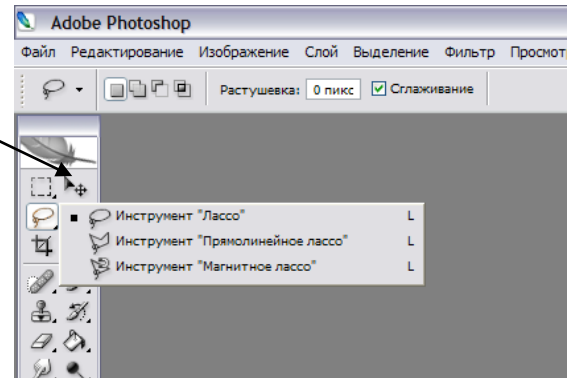 Adobe Photoshop
Файл Редактирование Изображение Слой Выделение Фильтр Просмот
Растушевка: 0 пикс Сглаживание
Инструмент "Лассо" L
Инструмент "Прямолинейное лассо" L
Инструмент "Магнитное лассо" L